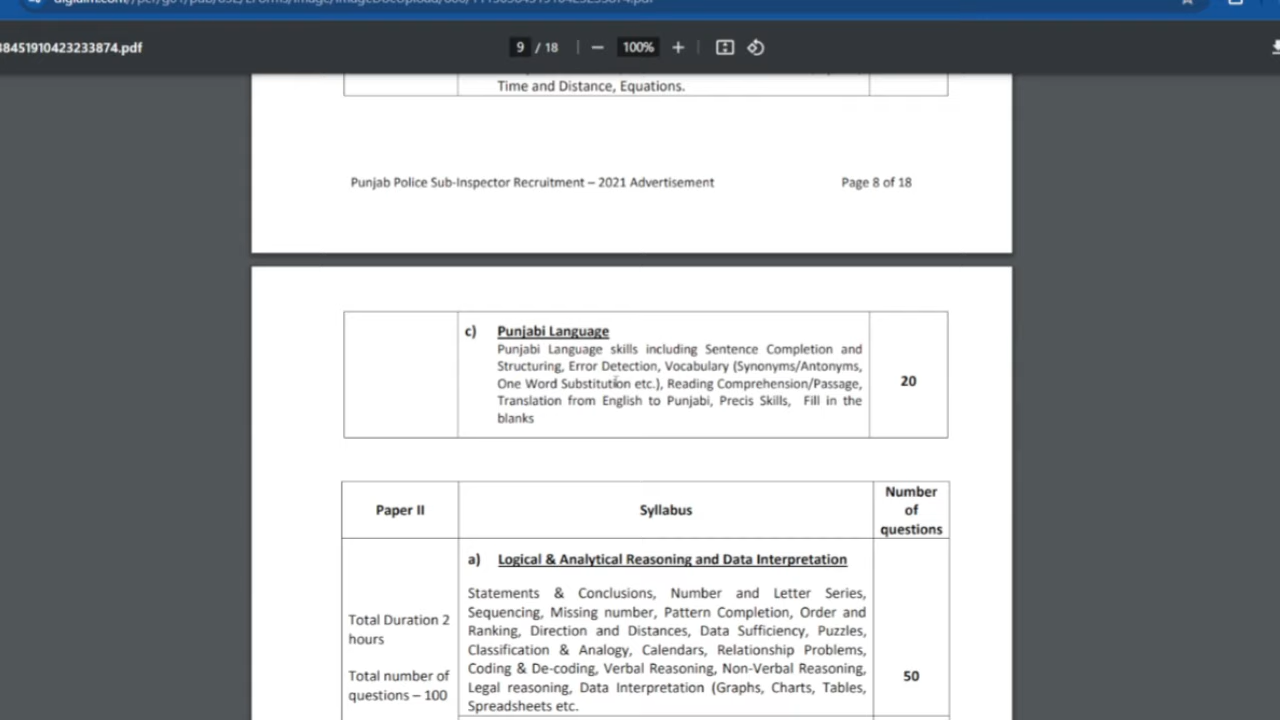 38451910423233874.pdf
9 / 18
100%
Time and Distance, Equations.
Punjab Police Sub-Inspector Recruitment – 2021 Advertisement
Page 8 of 18
c) Punjabi Language
Punjabi Language skills including Sentence Completion and
Structuring, Error Detection, Vocabulary (Synonyms/Antonyms,
One Word Substitution etc.), Reading Comprehension/Passage,
Translation from English to Punjabi, Precis Skills, Fill in the
blanks
20
Paper II
Syllabus
Number
of
questions
a) Logical & Analytical Reasoning and Data Interpretation
Statements & Conclusions, Number and Letter Series,
Sequencing, Missing number, Pattern Completion, Order and
Ranking, Direction and Distances, Data Sufficiency, Puzzles,
Classification & Analogy, Calendars, Relationship Problems,
Coding & De-coding, Verbal Reasoning, Non-Verbal Reasoning,
Legal reasoning, Data Interpretation (Graphs, Charts, Tables,
Spreadsheets etc.
Total Duration 2
hours
Total number of
questions – 100
50